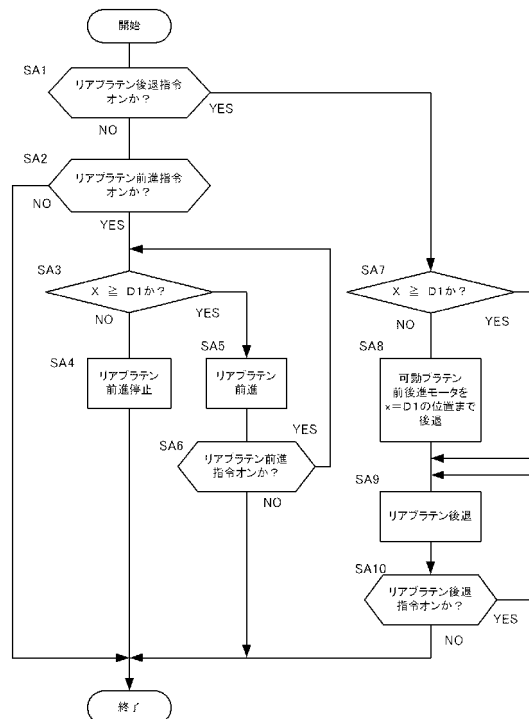 開始
SA1
リアプラテン後退指令
オンか？
YES
NO
SA2
リアプラテン前進指令
オンか？
NO
YES
SA3
X ≧ D1か？
NO
YES
SA4
リアプラテン
前進停止
SA5
リアプラテン
前進
YES
SA6
リアプラテン前進
指令オンか？
NO
SA7
X ≧ D1か？
NO
YES
SA8
可動プラテン
前後進モータを
x＝D1の位置まで
後退
SA9
リアプラテン後退
SA10
リアプラテン後退
指令オンか？
YES
NO
終了